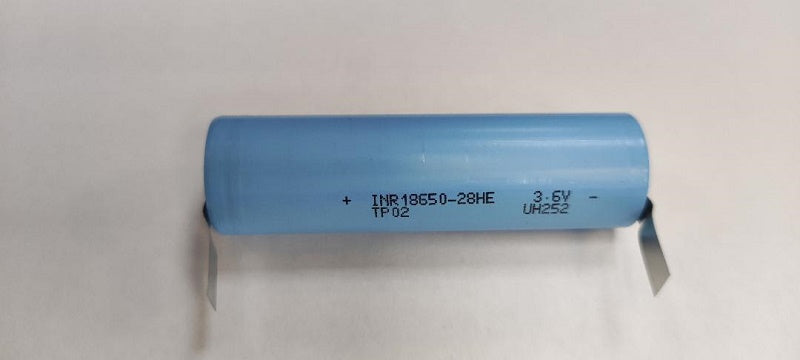 + INR18650-28HE 3.6V -
TP02 UH252